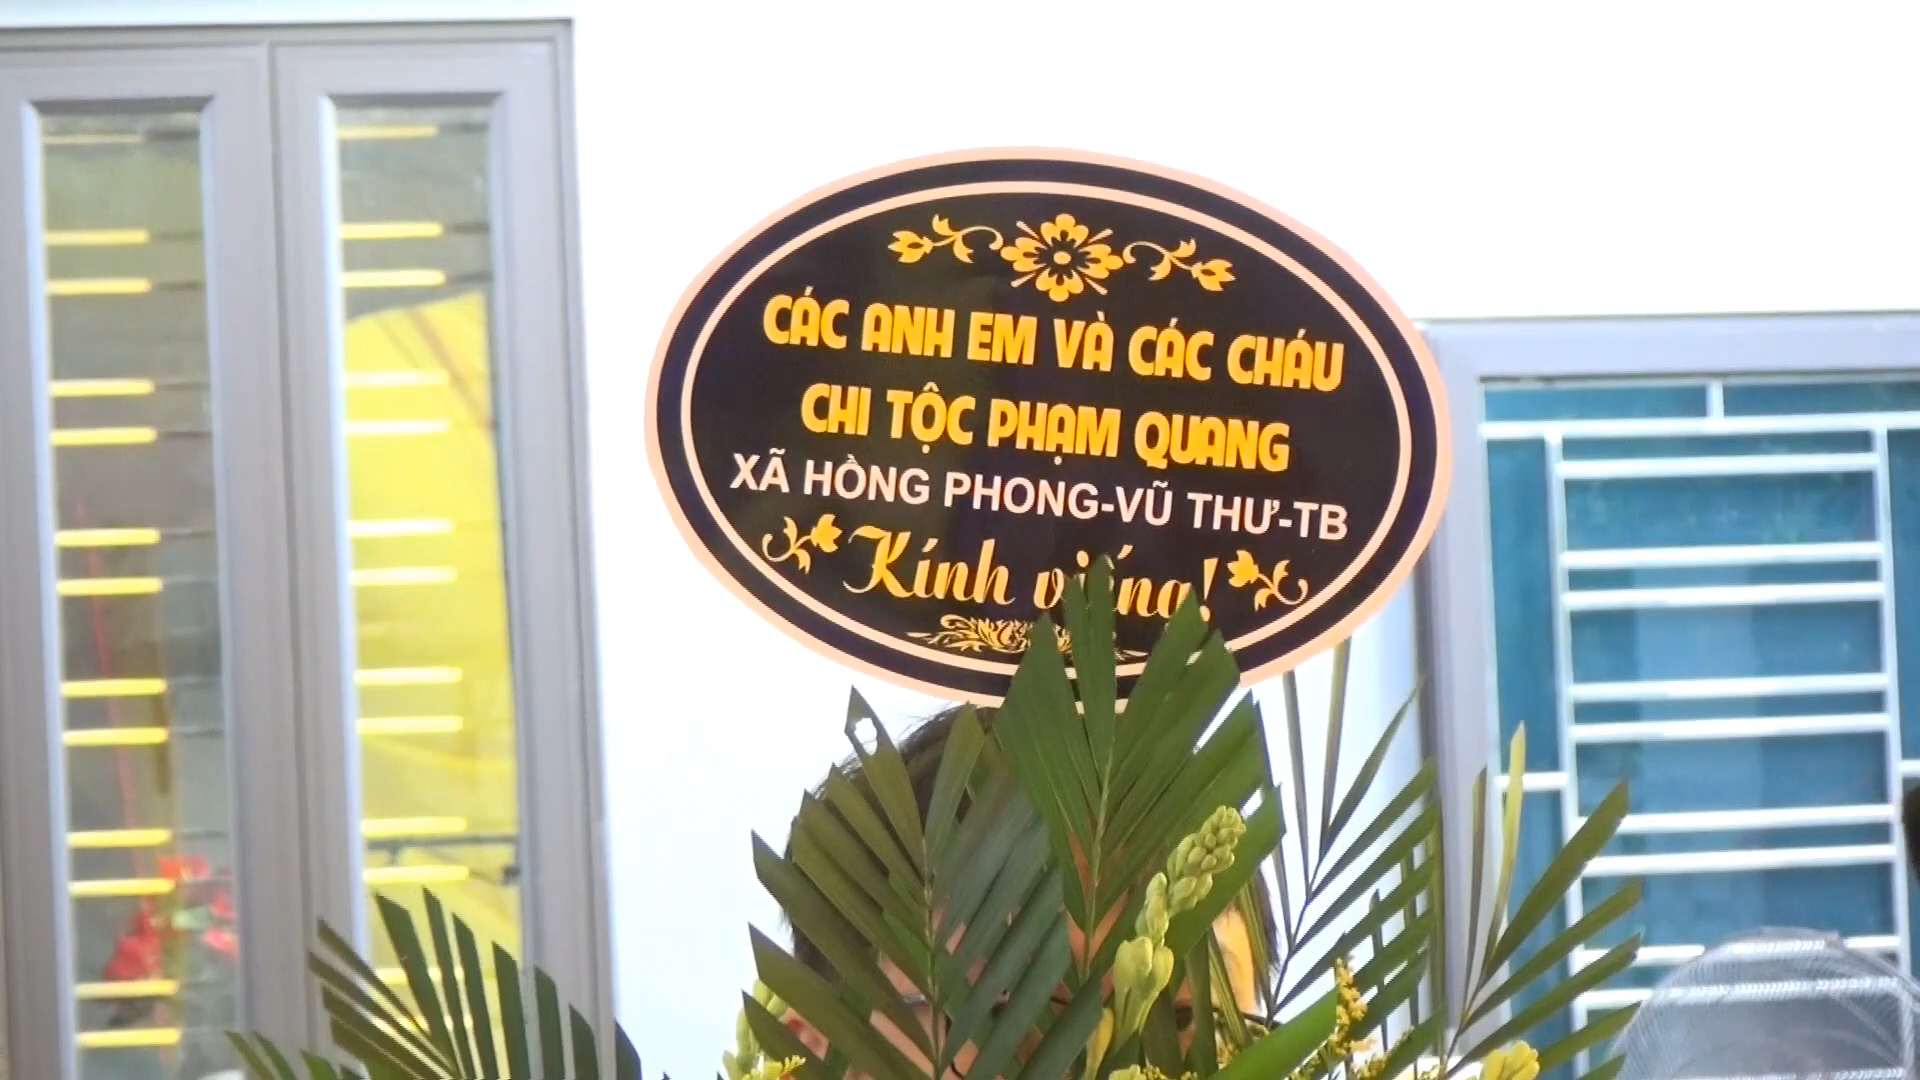 CÁC ANH EM VÀ CÁC CHÁU
CHI TỘC PHẠM QUANG
XÃ HỒNG PHONG-VŨ THƯ-TB
Kính viếng!